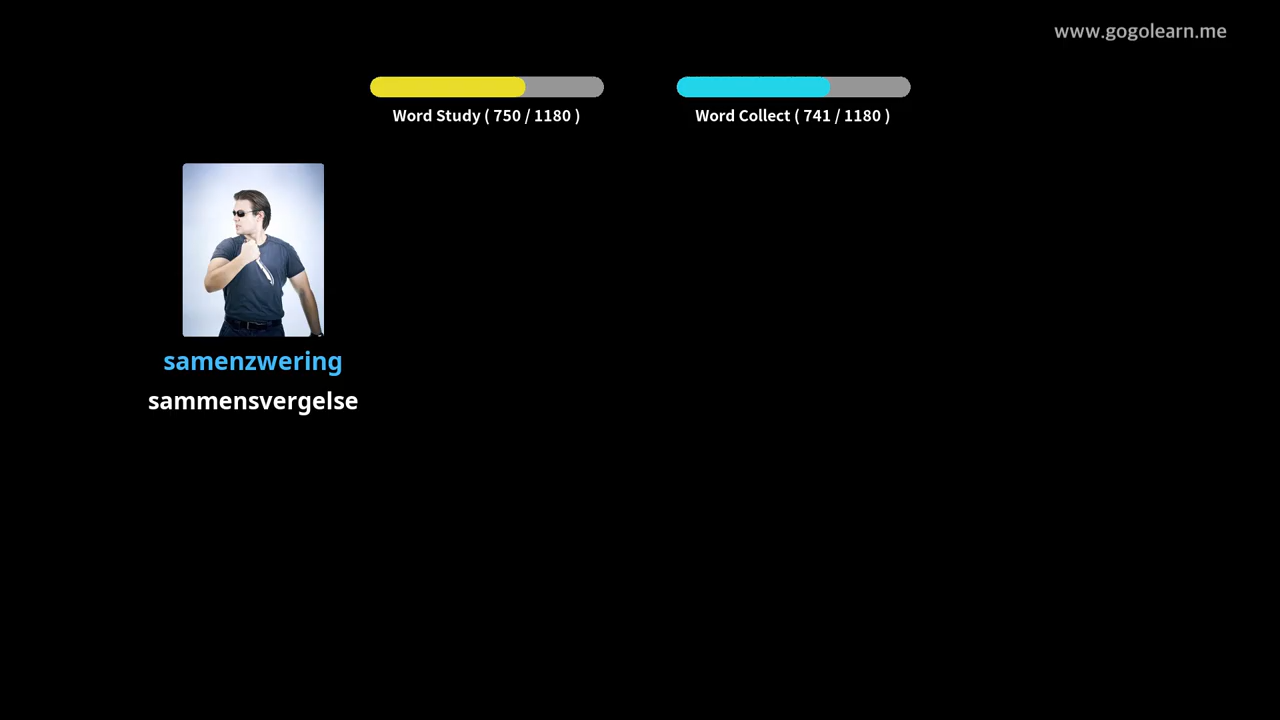 www.gogolearn.me
Word Study ( 750 / 1180 )
Word Collect ( 741 / 1180 )
samenzwering
sammensvergelse